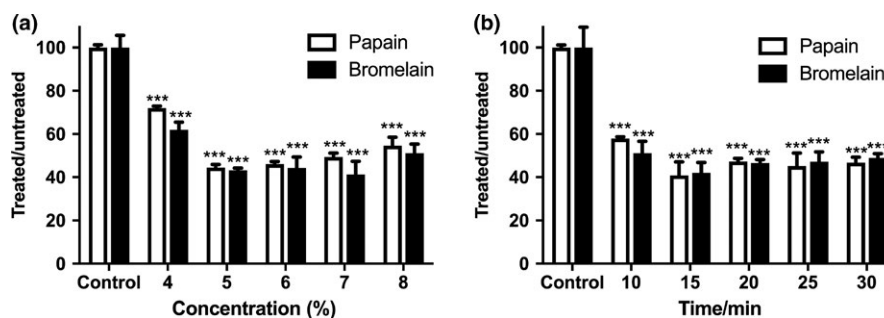 (a)
Treated/untreated
100
80
60
40
20
0
Papain
Bromelain
*** *** *** *** *** *** *** *** *** ***
Control 4 5 6 7 8
Concentration (%)
(b)
Treated/untreated
100
80
60
40
20
0
Papain
Bromelain
*** *** *** *** *** *** *** *** *** ***
Control 10 15 20 25 30
Time/min